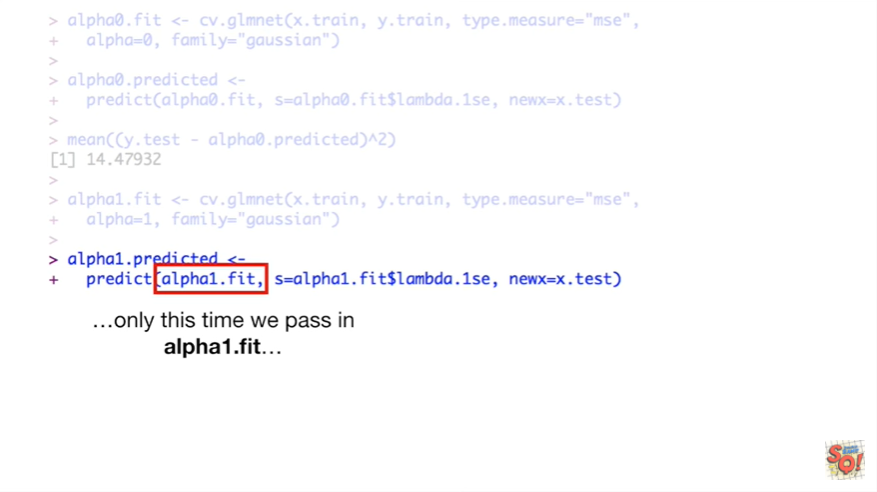 > alpha0.fit <- cv.glmnet(x.train, y.train, type.measure="mse",
+   alpha=0, family="gaussian")
>
> alpha0.predicted <-
+   predict(alpha0.fit, s=alpha0.fit$lambda.1se, newx=x.test)
>
> mean((y.test - alpha0.predicted)^2)
[1] 14.47932
>
> alpha1.fit <- cv.glmnet(x.train, y.train, type.measure="mse",
+   alpha=1, family="gaussian")
>
> alpha1.predicted <-
+   predict(alpha1.fit, s=alpha1.fit$lambda.1se, newx=x.test)
…only this time we pass in
alpha1.fit…
SQ!